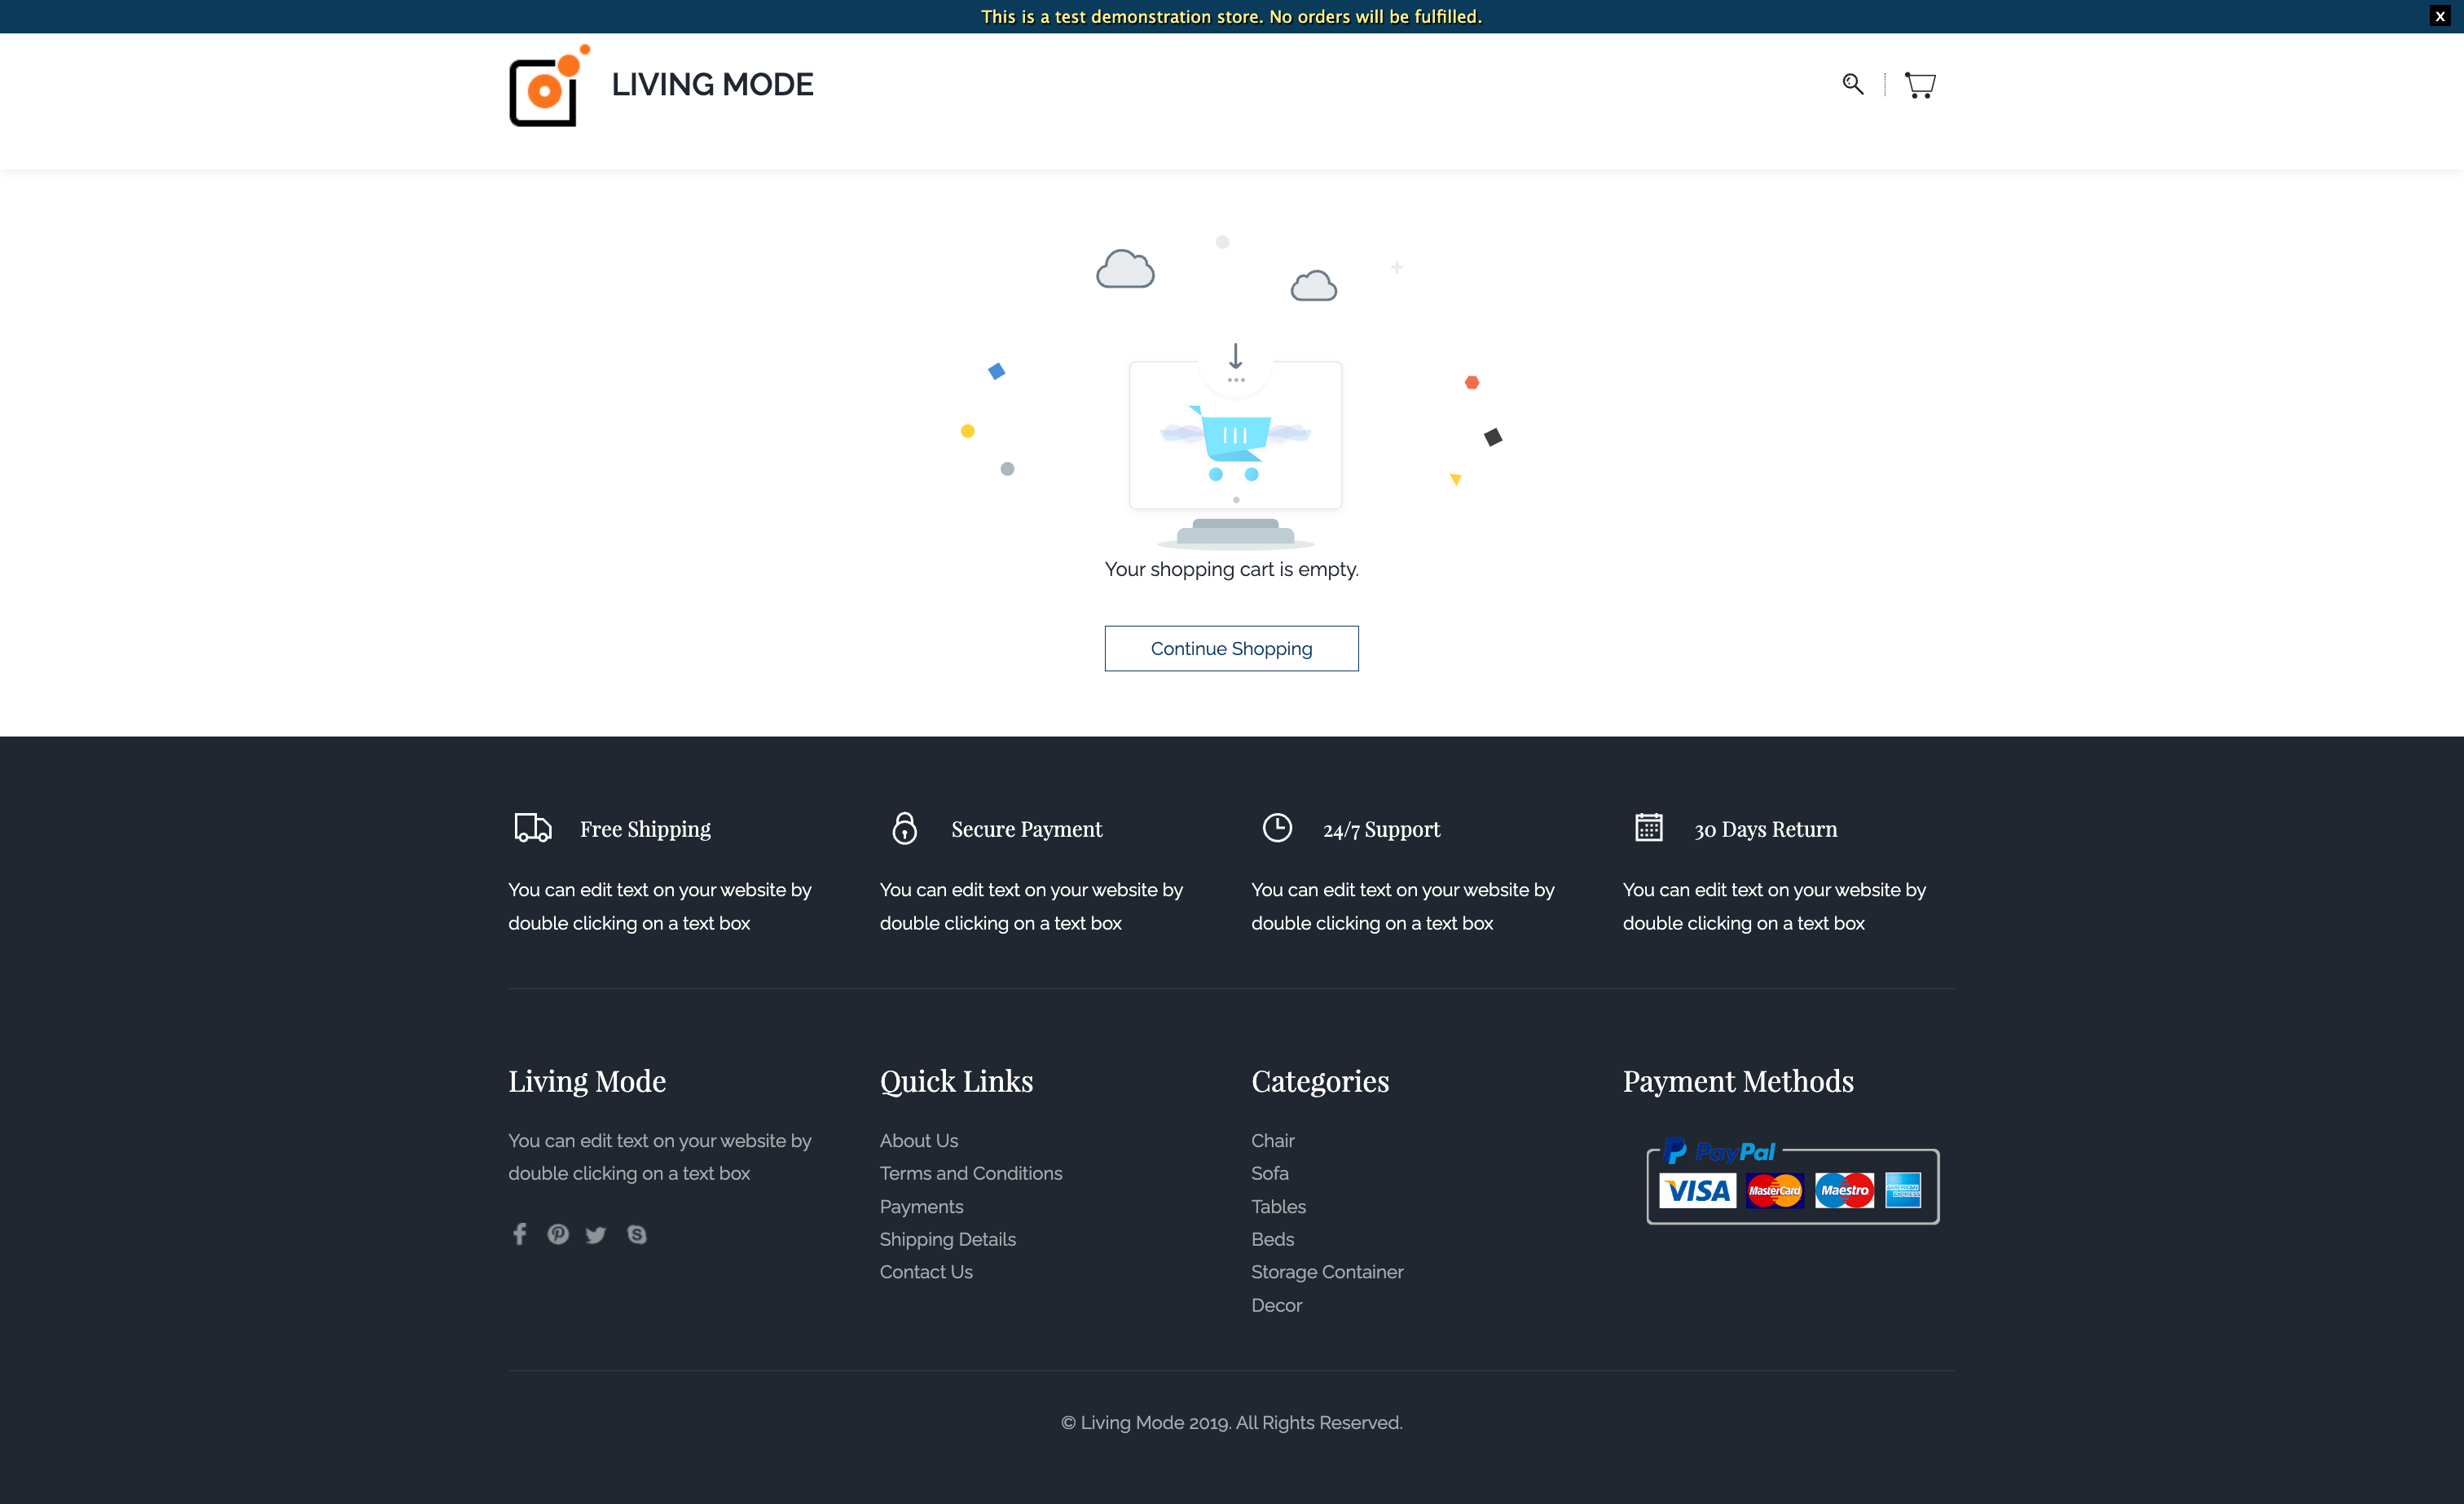 This is a test demonstration store. No orders will be fulfilled.
X
LIVING MODE
Your shopping cart is empty.
Continue Shopping
Free Shipping
You can edit text on your website by
double clicking on a text box
Secure Payment
You can edit text on your website by
double clicking on a text box
24/7 Support
You can edit text on your website by
double clicking on a text box
30 Days Return
You can edit text on your website by
double clicking on a text box
Living Mode
You can edit text on your website by
double clicking on a text box
Quick Links
About Us
Terms and Conditions
Payments
Shipping Details
Contact Us
Categories
Chair
Sofa
Tables
Beds
Storage Container
Decor
Payment Methods
PayPal
VISA MasterCard Maestro AMERICAN EXPRESS
© Living Mode 2019. All Rights Reserved.